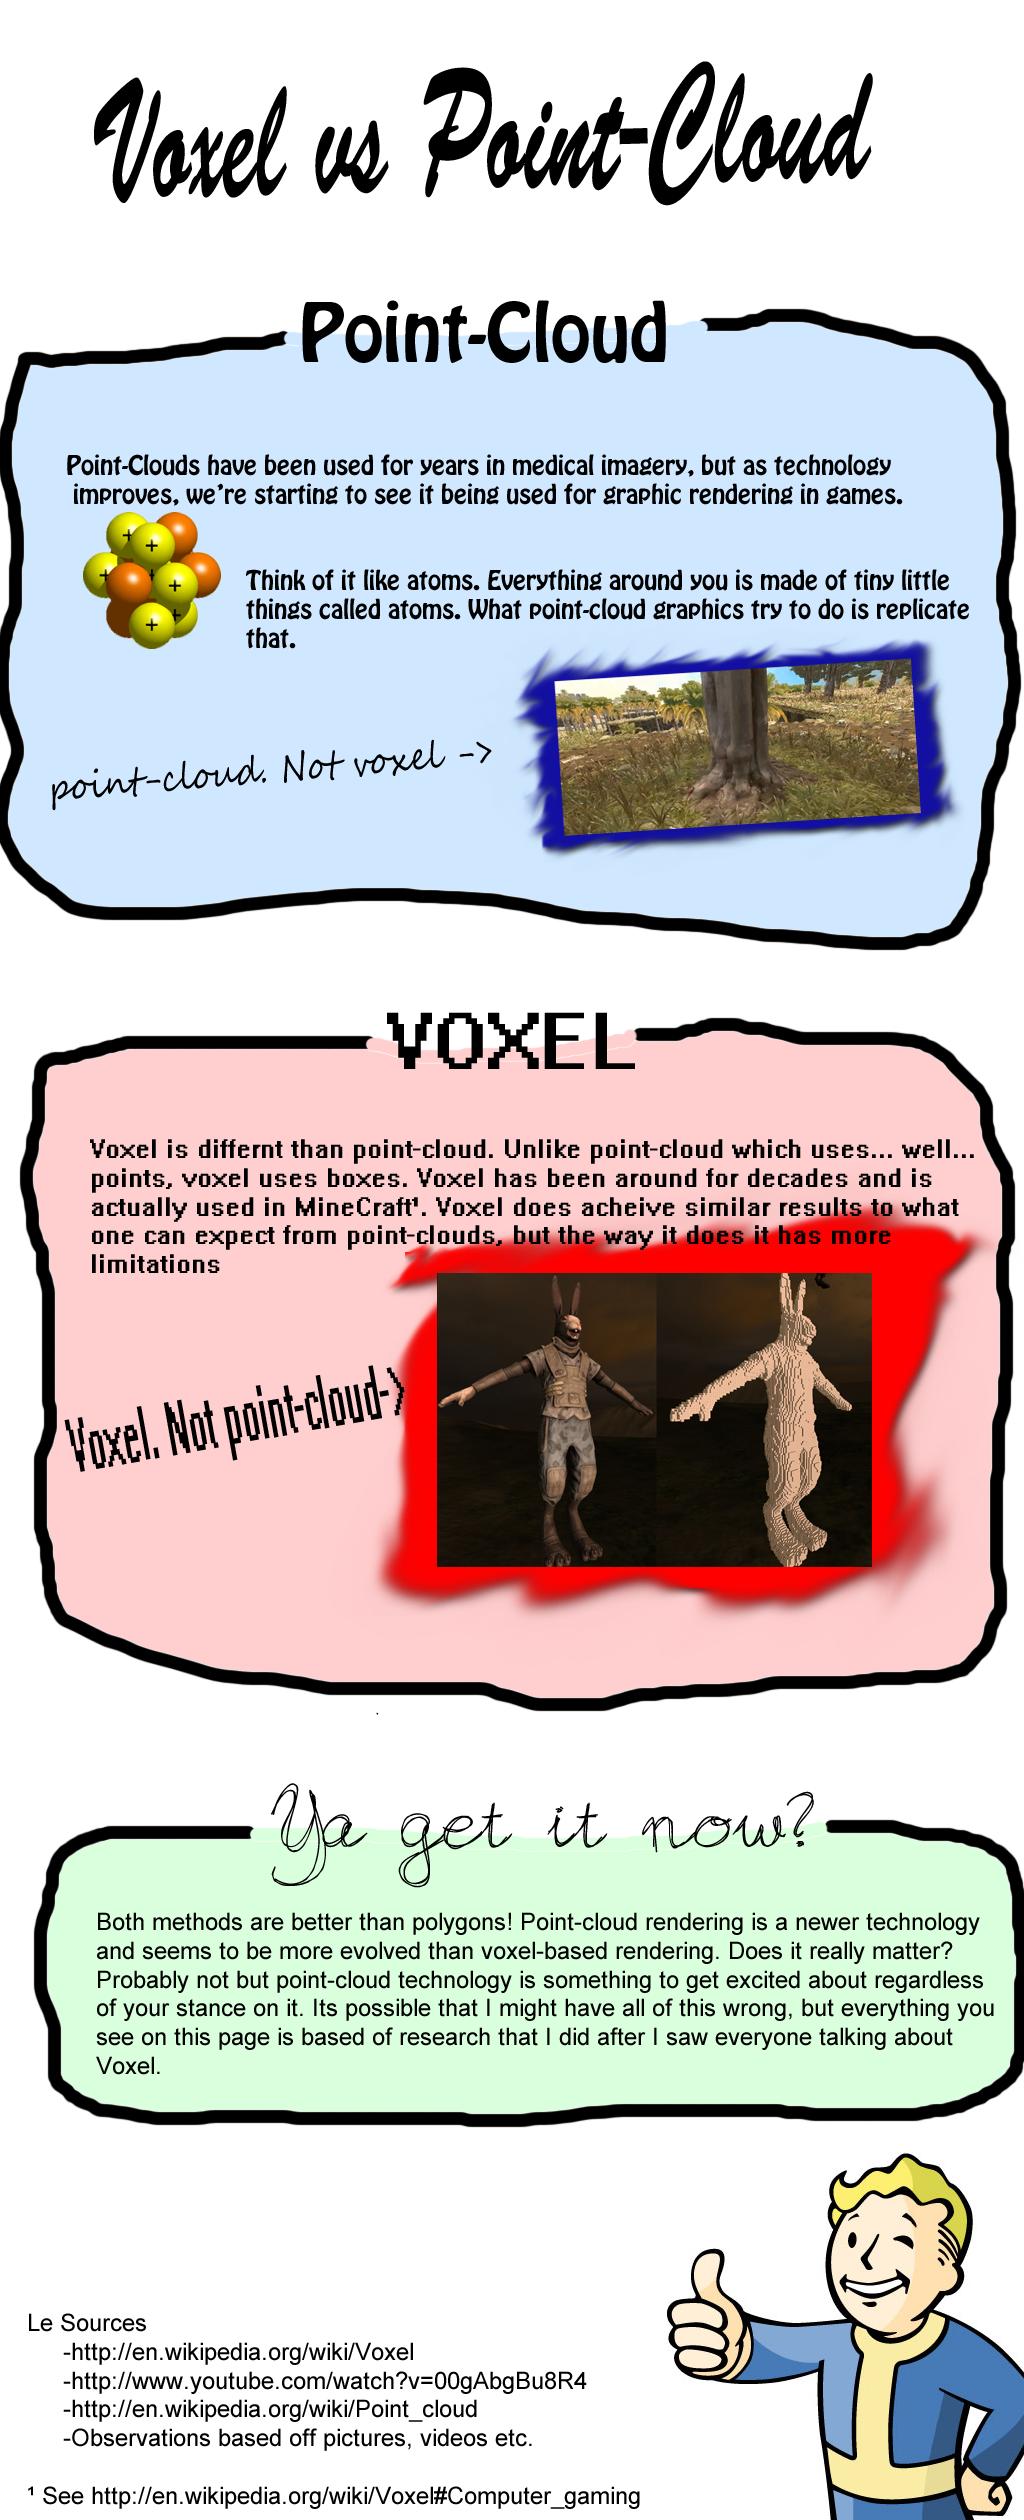 Voxel vs Point-Cloud
Point-Cloud
Point-Clouds have been used for years in medical imagery, but as technology
improves, we're starting to see it being used for graphic rendering in games.
+
+
+
+
+
+
Think of it like atoms. Everything around you is made of tiny little
things called atoms. What point-cloud graphics try to do is replicate
that.
point-cloud. Not voxel ->
VOXEL
Voxel is differnt than point-cloud. Unlike point-cloud which uses... well...
points, voxel uses boxes. Voxel has been around for decades and is
actually used in MineCraft¹. Voxel does acheive similar results to what
one can expect from point-clouds, but the way it does it has more
limitations
Voxel. Not point-cloud->
Ya get it now?
Both methods are better than polygons! Point-cloud rendering is a newer technology
and seems to be more evolved than voxel-based rendering. Does it really matter?
Probably not but point-cloud technology is something to get excited about regardless
of your stance on it. Its possible that I might have all of this wrong, but everything you
see on this page is based of research that I did after I saw everyone talking about
Voxel.
Le Sources
-http://en.wikipedia.org/wiki/Voxel
-http://www.youtube.com/watch?v=00gAbgBu8R4
-http://en.wikipedia.org/wiki/Point_cloud
-Observations based off pictures, videos etc.
¹ See http://en.wikipedia.org/wiki/Voxel#Computer_gaming